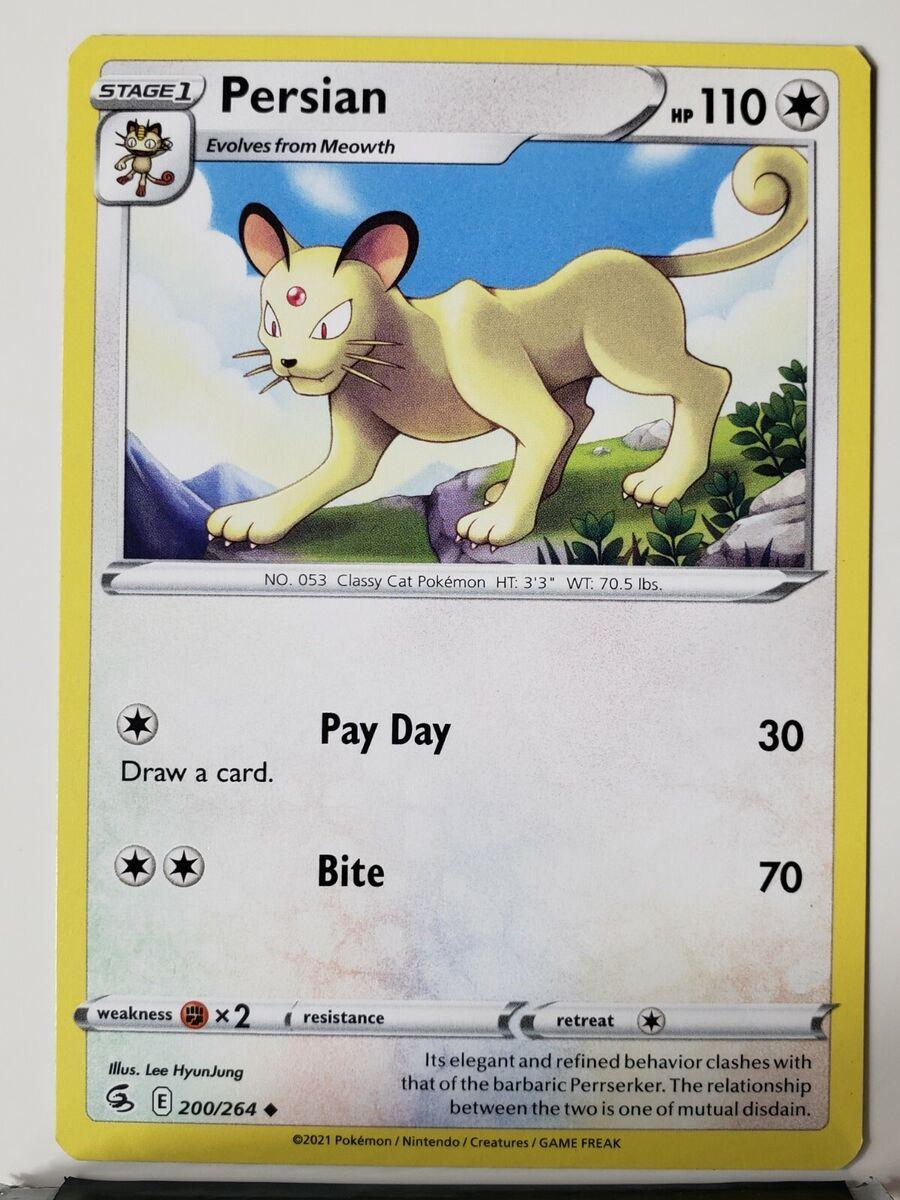 STAGE 1 Persian HP 110
Evolves from Meowth
NO. 053 Classy Cat Pokémon HT: 3'3" WT: 70.5 lbs.
Pay Day 30
Draw a card.
Bite 70
weakness ×2 resistance retreat
Illus. Lee HyunJung
Its elegant and refined behavior clashes with
that of the barbaric Perrserker. The relationship
between the two is one of mutual disdain.
E 200/264
©2021 Pokémon / Nintendo / Creatures / GAME FREAK